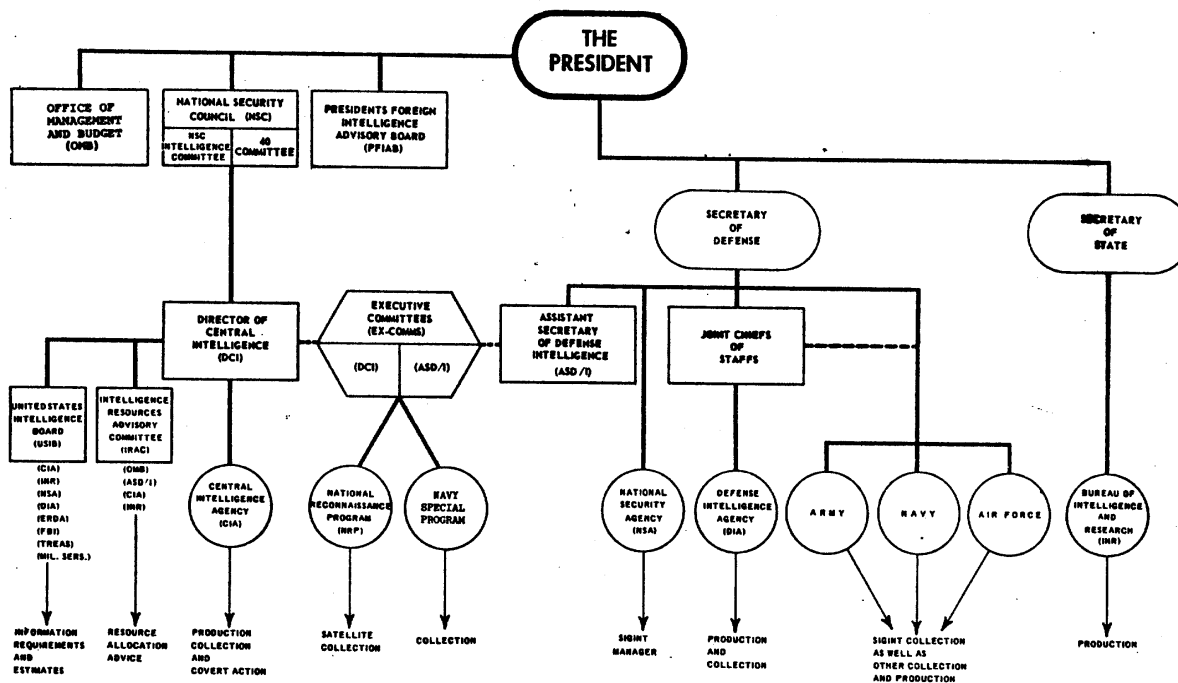 THE
PRESIDENT
OFFICE OF
MANAGEMENT
AND BUDGET
(OMB)
NATIONAL SECURITY
COUNCIL (NSC)
NSC
INTELLIGENCE
COMMITTEE
40
COMMITTEE
PRESIDENTS FOREIGN
INTELLIGENCE
ADVISORY BOARD
(PFIAB)
SECRETARY
OF
DEFENSE
SECRETARY
OF
STATE
DIRECTOR OF
CENTRAL
INTELLIGENCE
(DCI)
EXECUTIVE
COMMITTEES
(EX-COMMS)
(DCI)
(ASD/I)
ASSISTANT
SECRETARY
OF DEFENSE
INTELLIGENCE
(ASD/I)
JOINT CHIEFS
OF
STAFFS
UNITED STATES
INTELLIGENCE
BOARD
(USIB)
(CIA)
(INR)
(NSA)
(DIA)
(ERDA)
(FBI)
(TREAS)
(MIL. SERS.)
INTELLIGENCE
RESOURCES
ADVISORY
COMMITTEE
(IRAC)
(OMB)
(ASD/I)
(CIA)
(INR)
CENTRAL
INTELLIGENCE
AGENCY
(CIA)
NATIONAL
RECONNAISSANCE
PROGRAM
(NRP)
NAVY
SPECIAL
PROGRAM
NATIONAL
SECURITY
AGENCY
(NSA)
DEFENSE
INTELLIGENCE
AGENCY
(DIA)
ARMY
NAVY
AIR FORCE
BUREAU OF
INTELLIGENCE
AND
RESEARCH
(INR)
INFORMATION
REQUIREMENTS
AND
ESTIMATES
RESOURCE
ALLOCATION
ADVICE
PRODUCTION
COLLECTION
AND
COVERT ACTION
SATELLITE
COLLECTION
COLLECTION
SIGINT
MANAGER
PRODUCTION
AND
COLLECTION
SIGINT COLLECTION
AS WELL AS
OTHER COLLECTION
AND PRODUCTION
PRODUCTION